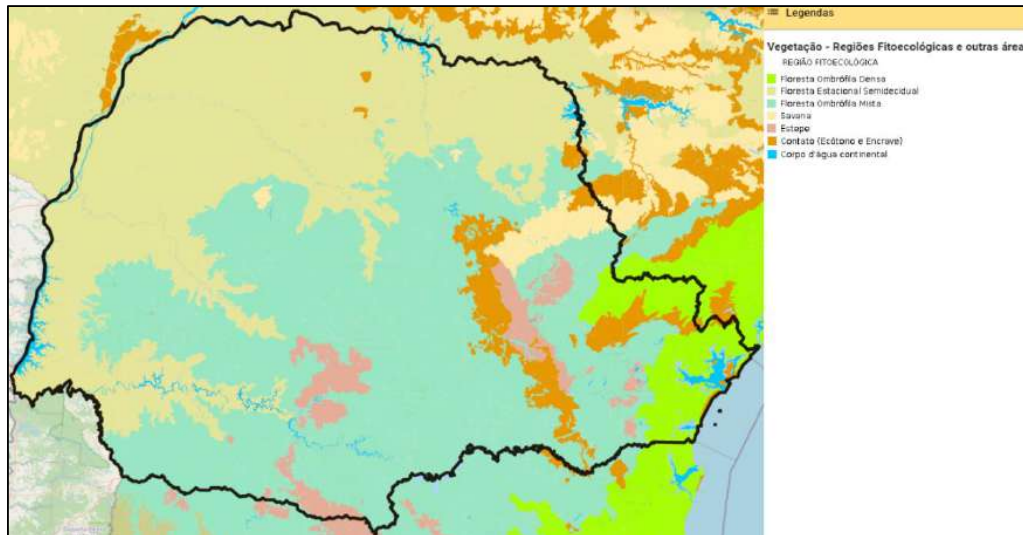 Legendas
Vegetação - Regiões Fitoecológicas e outras área
REGIÃO FITOECOLÓGICA
Floresta Ombrófila Densa
Floresta Estacional Semidecidual
Floresta Ombrófila Mista
Savana
Estepe
Contato (Ecótono e Encrave)
Corpo d'água continental